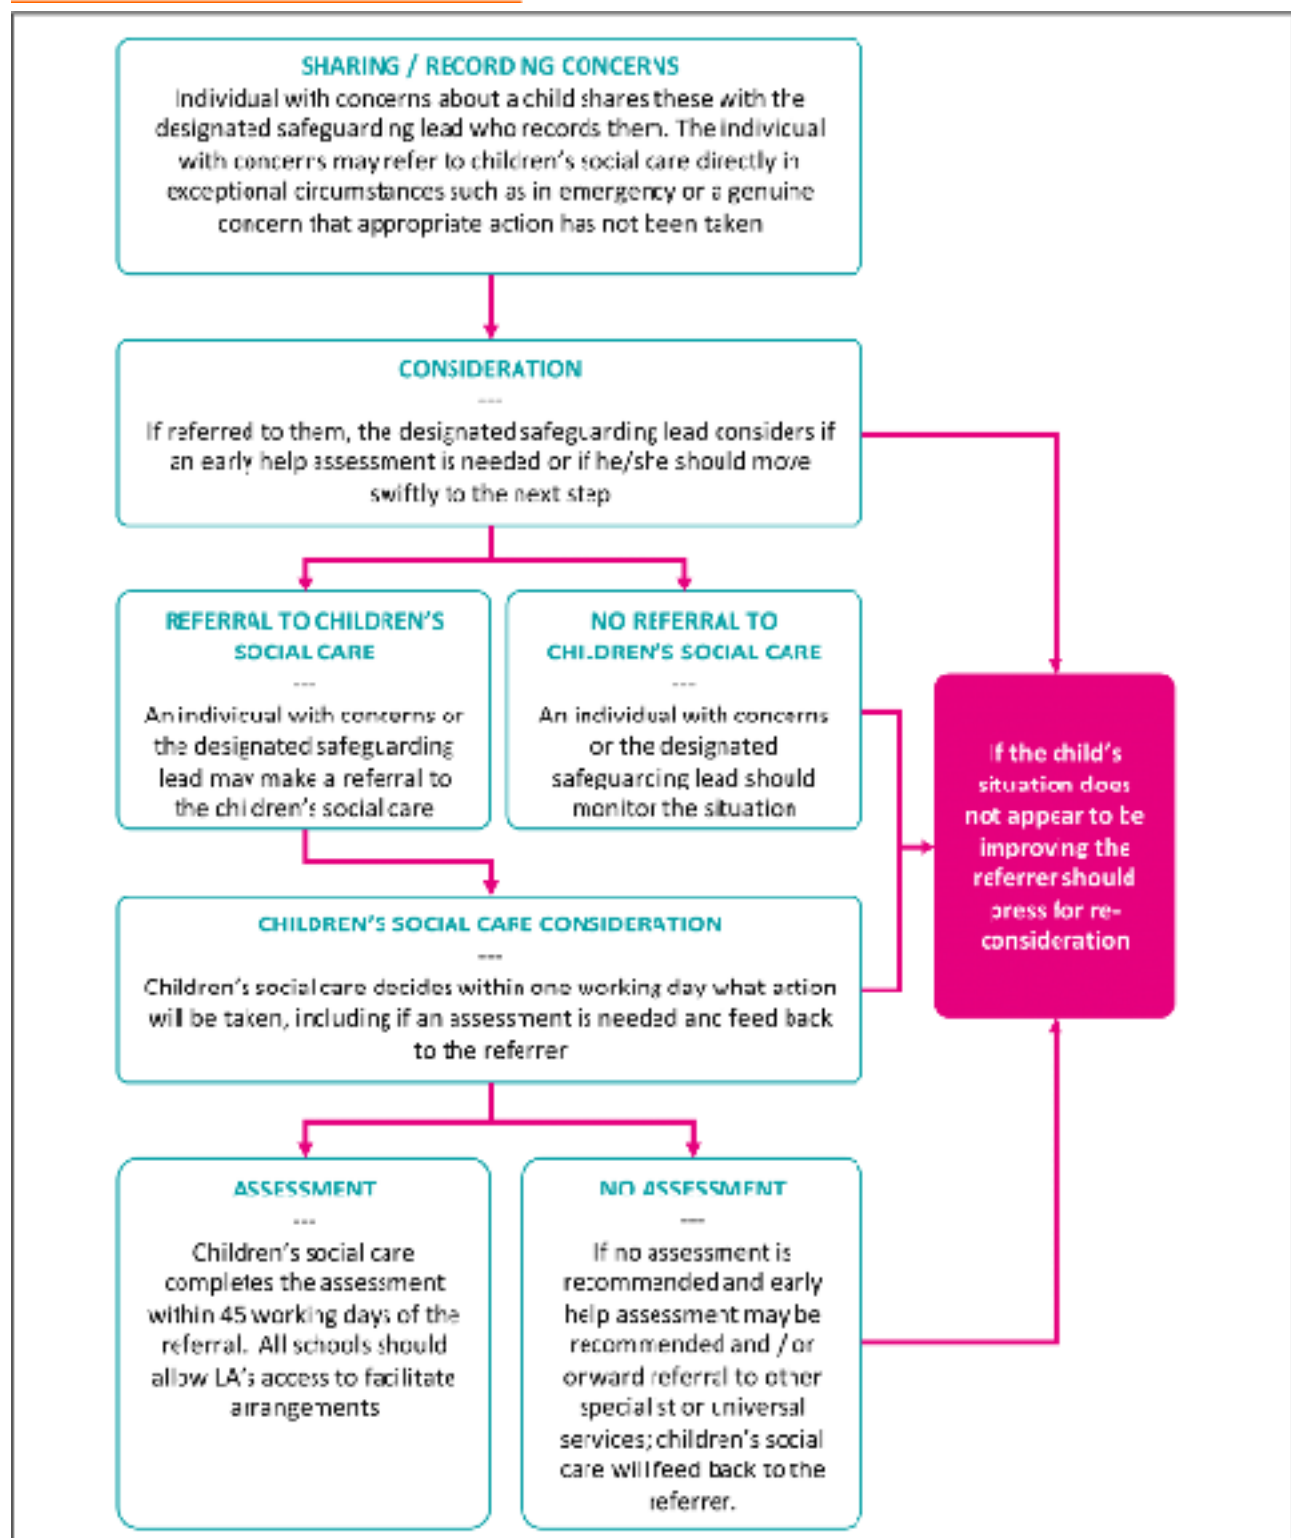 SHARING / RECORDING CONCERNS
Individual with concerns about a child shares these with the
designated safeguarding lead who records them. The individual
with concerns may refer to children's social care directly in
exceptional circumstances such as in emergency or a genuine
concern that appropriate action has not been taken
CONSIDERATION
---
If referred to them, the designated safeguarding lead considers if
an early help assessment is needed or if he/she should move
swiftly to the next step
REFERRAL TO CHILDREN'S
SOCIAL CARE
---
An individual with concerns or
the designated safeguarding
lead may make a referral to
the children's social care
NO REFERRAL TO
CHILDREN'S SOCIAL CARE
---
An individual with concerns
or the designated
safeguarding lead should
monitor the situation
If the child's
situation does
not appear to be
improving the
referrer should
press for re-
consideration
CHILDREN'S SOCIAL CARE CONSIDERATION
---
Children's social care decides within one working day what action
will be taken, including if an assessment is needed and feed back
to the referrer
ASSESSMENT
---
Children's social care
completes the assessment
within 45 working days of the
referral. All schools should
allow LA's access to facilitate
arrangements
NO ASSESSMENT
---
If no assessment is
recommended and early
help assessment may be
recommended and / or
onward referral to other
specialist or universal
services; children's social
care will feed back to the
referrer.